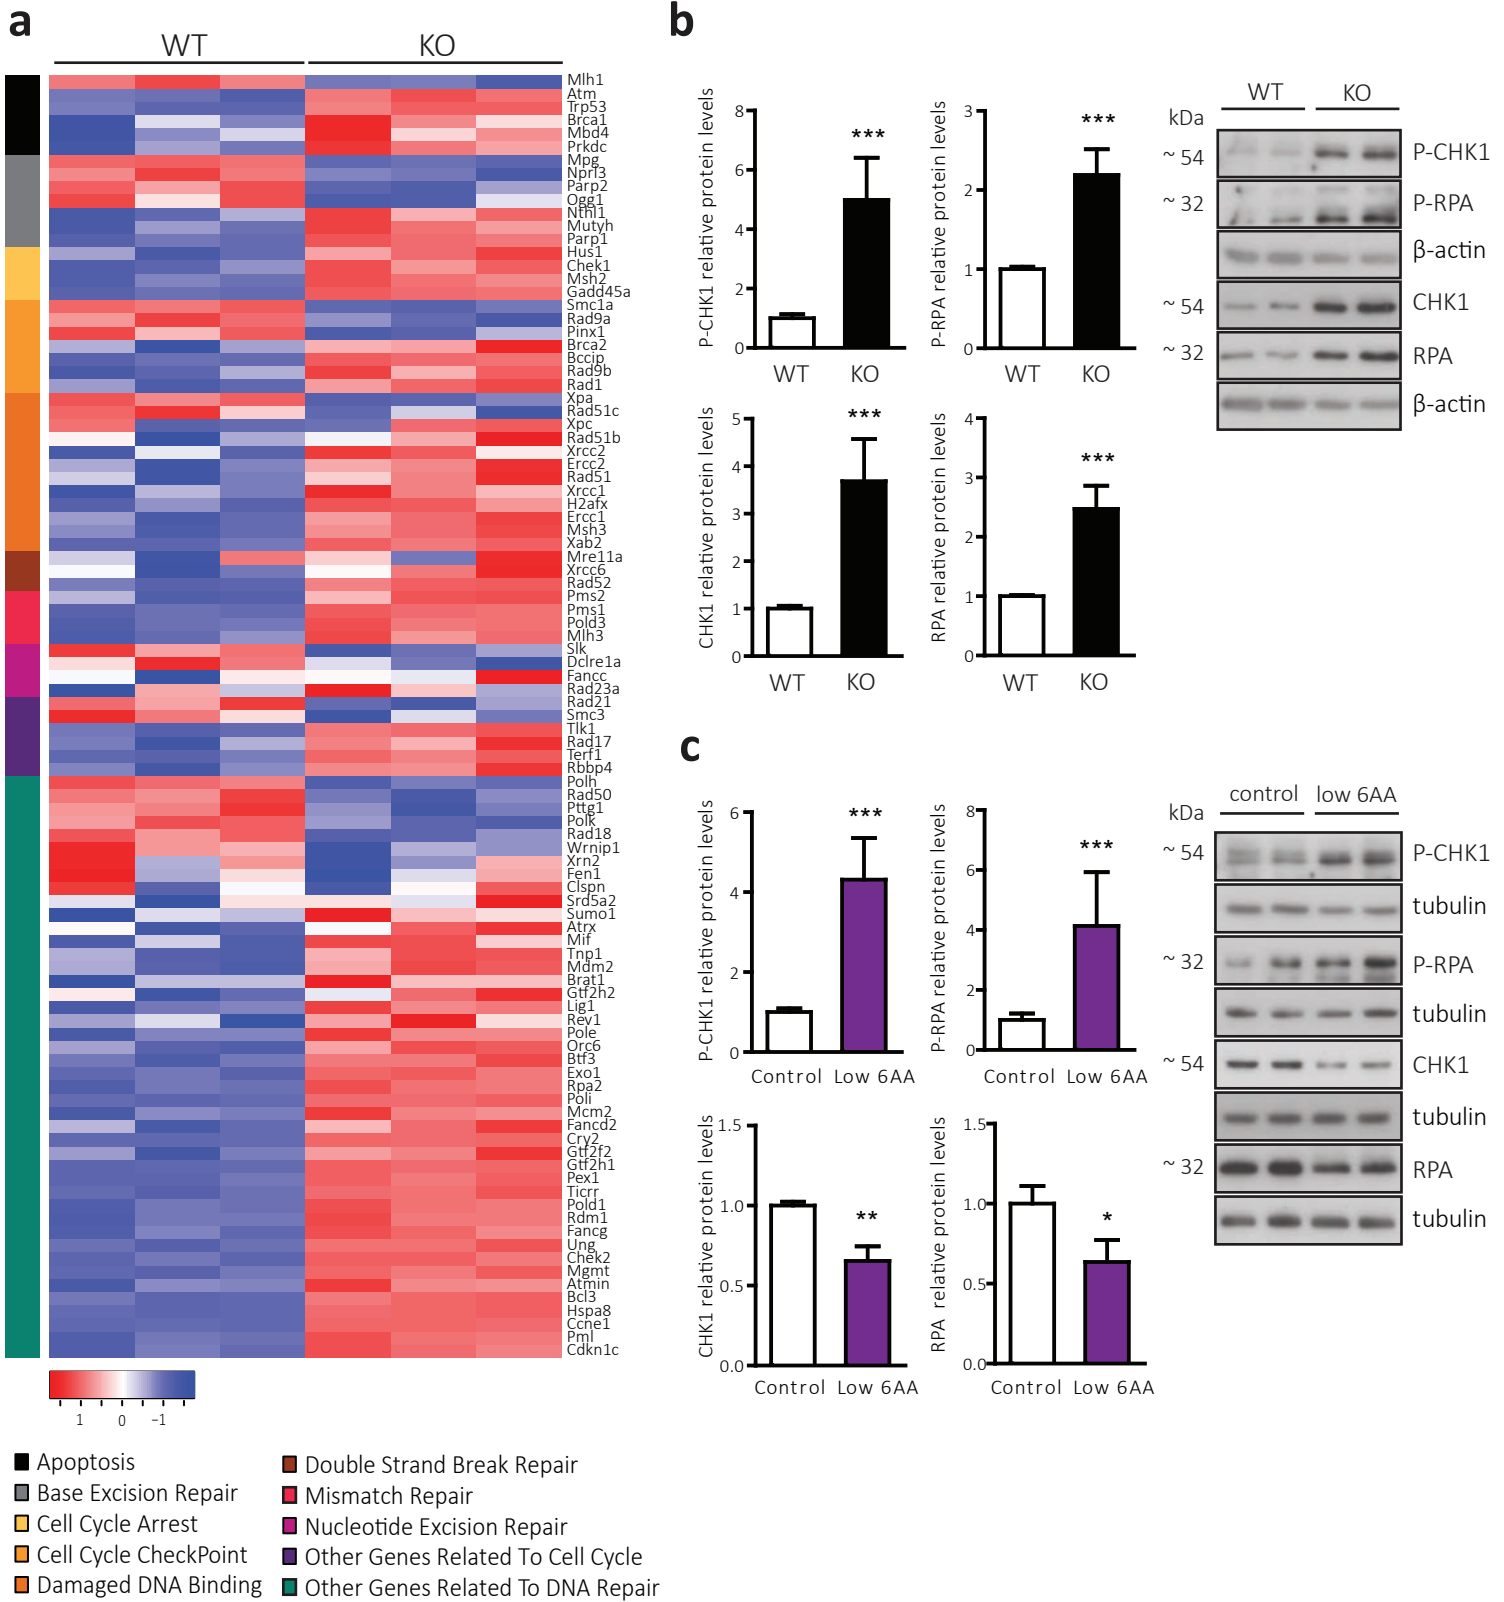 a
WT KO
Mlh1
Atm
Trp53
Brca1
Mbd4
Prkdc
Mpg
Nprl3
Parp2
Ogg1
Nthl1
Mutyh
Parp1
Hus1
Chek1
Msh2
Gadd45a
Smc1a
Rad9a
Pinx1
Brca2
Bccip
Rad9b
Rad1
Xpa
Rad51c
Xpc
Rad51b
Xrcc2
Ercc2
Rad51
Xrcc1
H2afx
Ercc1
Msh3
Xab2
Mre11a
Xrcc6
Rad52
Pms2
Pms1
Pold3
Mlh3
Slk
Dclre1a
Fancc
Rad23a
Rad21
Smc3
Tlk1
Rad17
Terf1
Rbbp4
Polh
Rad50
Pttg1
Polk
Rad18
Wrnip1
Xrn2
Fen1
Clspn
Srd5a2
Sumo1
Atrx
Mif
Tnp1
Mdm2
Brat1
Gtf2h2
Lig1
Rev1
Pole
Orc6
Btf3
Exo1
Rpa2
Poli
Mcm2
Fancd2
Cry2
Gtf2f2
Gtf2h1
Pex1
Ticrr
Pold1
Rdm1
Fancg
Ung
Chek2
Mgmt
Atmin
Bcl3
Hspa8
Ccne1
Pml
Cdkn1c
1 0 −1
Apoptosis
Base Excision Repair
Cell Cycle Arrest
Cell Cycle CheckPoint
Damaged DNA Binding
Double Strand Break Repair
Mismatch Repair
Nucleotide Excision Repair
Other Genes Related To Cell Cycle
Other Genes Related To DNA Repair
b
P-CHK1 relative protein levels
8
6
4
2
0
***
WT KO
P-RPA relative protein levels
3
2
1
0
***
WT KO
CHK1 relative protein levels
5
4
3
2
1
0
***
WT KO
RPA relative protein levels
4
3
2
1
0
***
WT KO
WT KO
kDa
~ 54 P-CHK1
~ 32 P-RPA
β-actin
~ 54 CHK1
~ 32 RPA
β-actin
c
P-CHK1 relative protein levels
6
4
2
0
***
Control Low 6AA
P-RPA relative protein levels
8
6
4
2
0
***
Control Low 6AA
CHK1 relative protein levels
1.5
1.0
0.5
0.0
**
Control Low 6AA
RPA relative protein levels
1.5
1.0
0.5
0.0
*
Control Low 6AA
control low 6AA
kDa
~ 54 P-CHK1
tubulin
~ 32 P-RPA
tubulin
~ 54 CHK1
tubulin
~ 32 RPA
tubulin